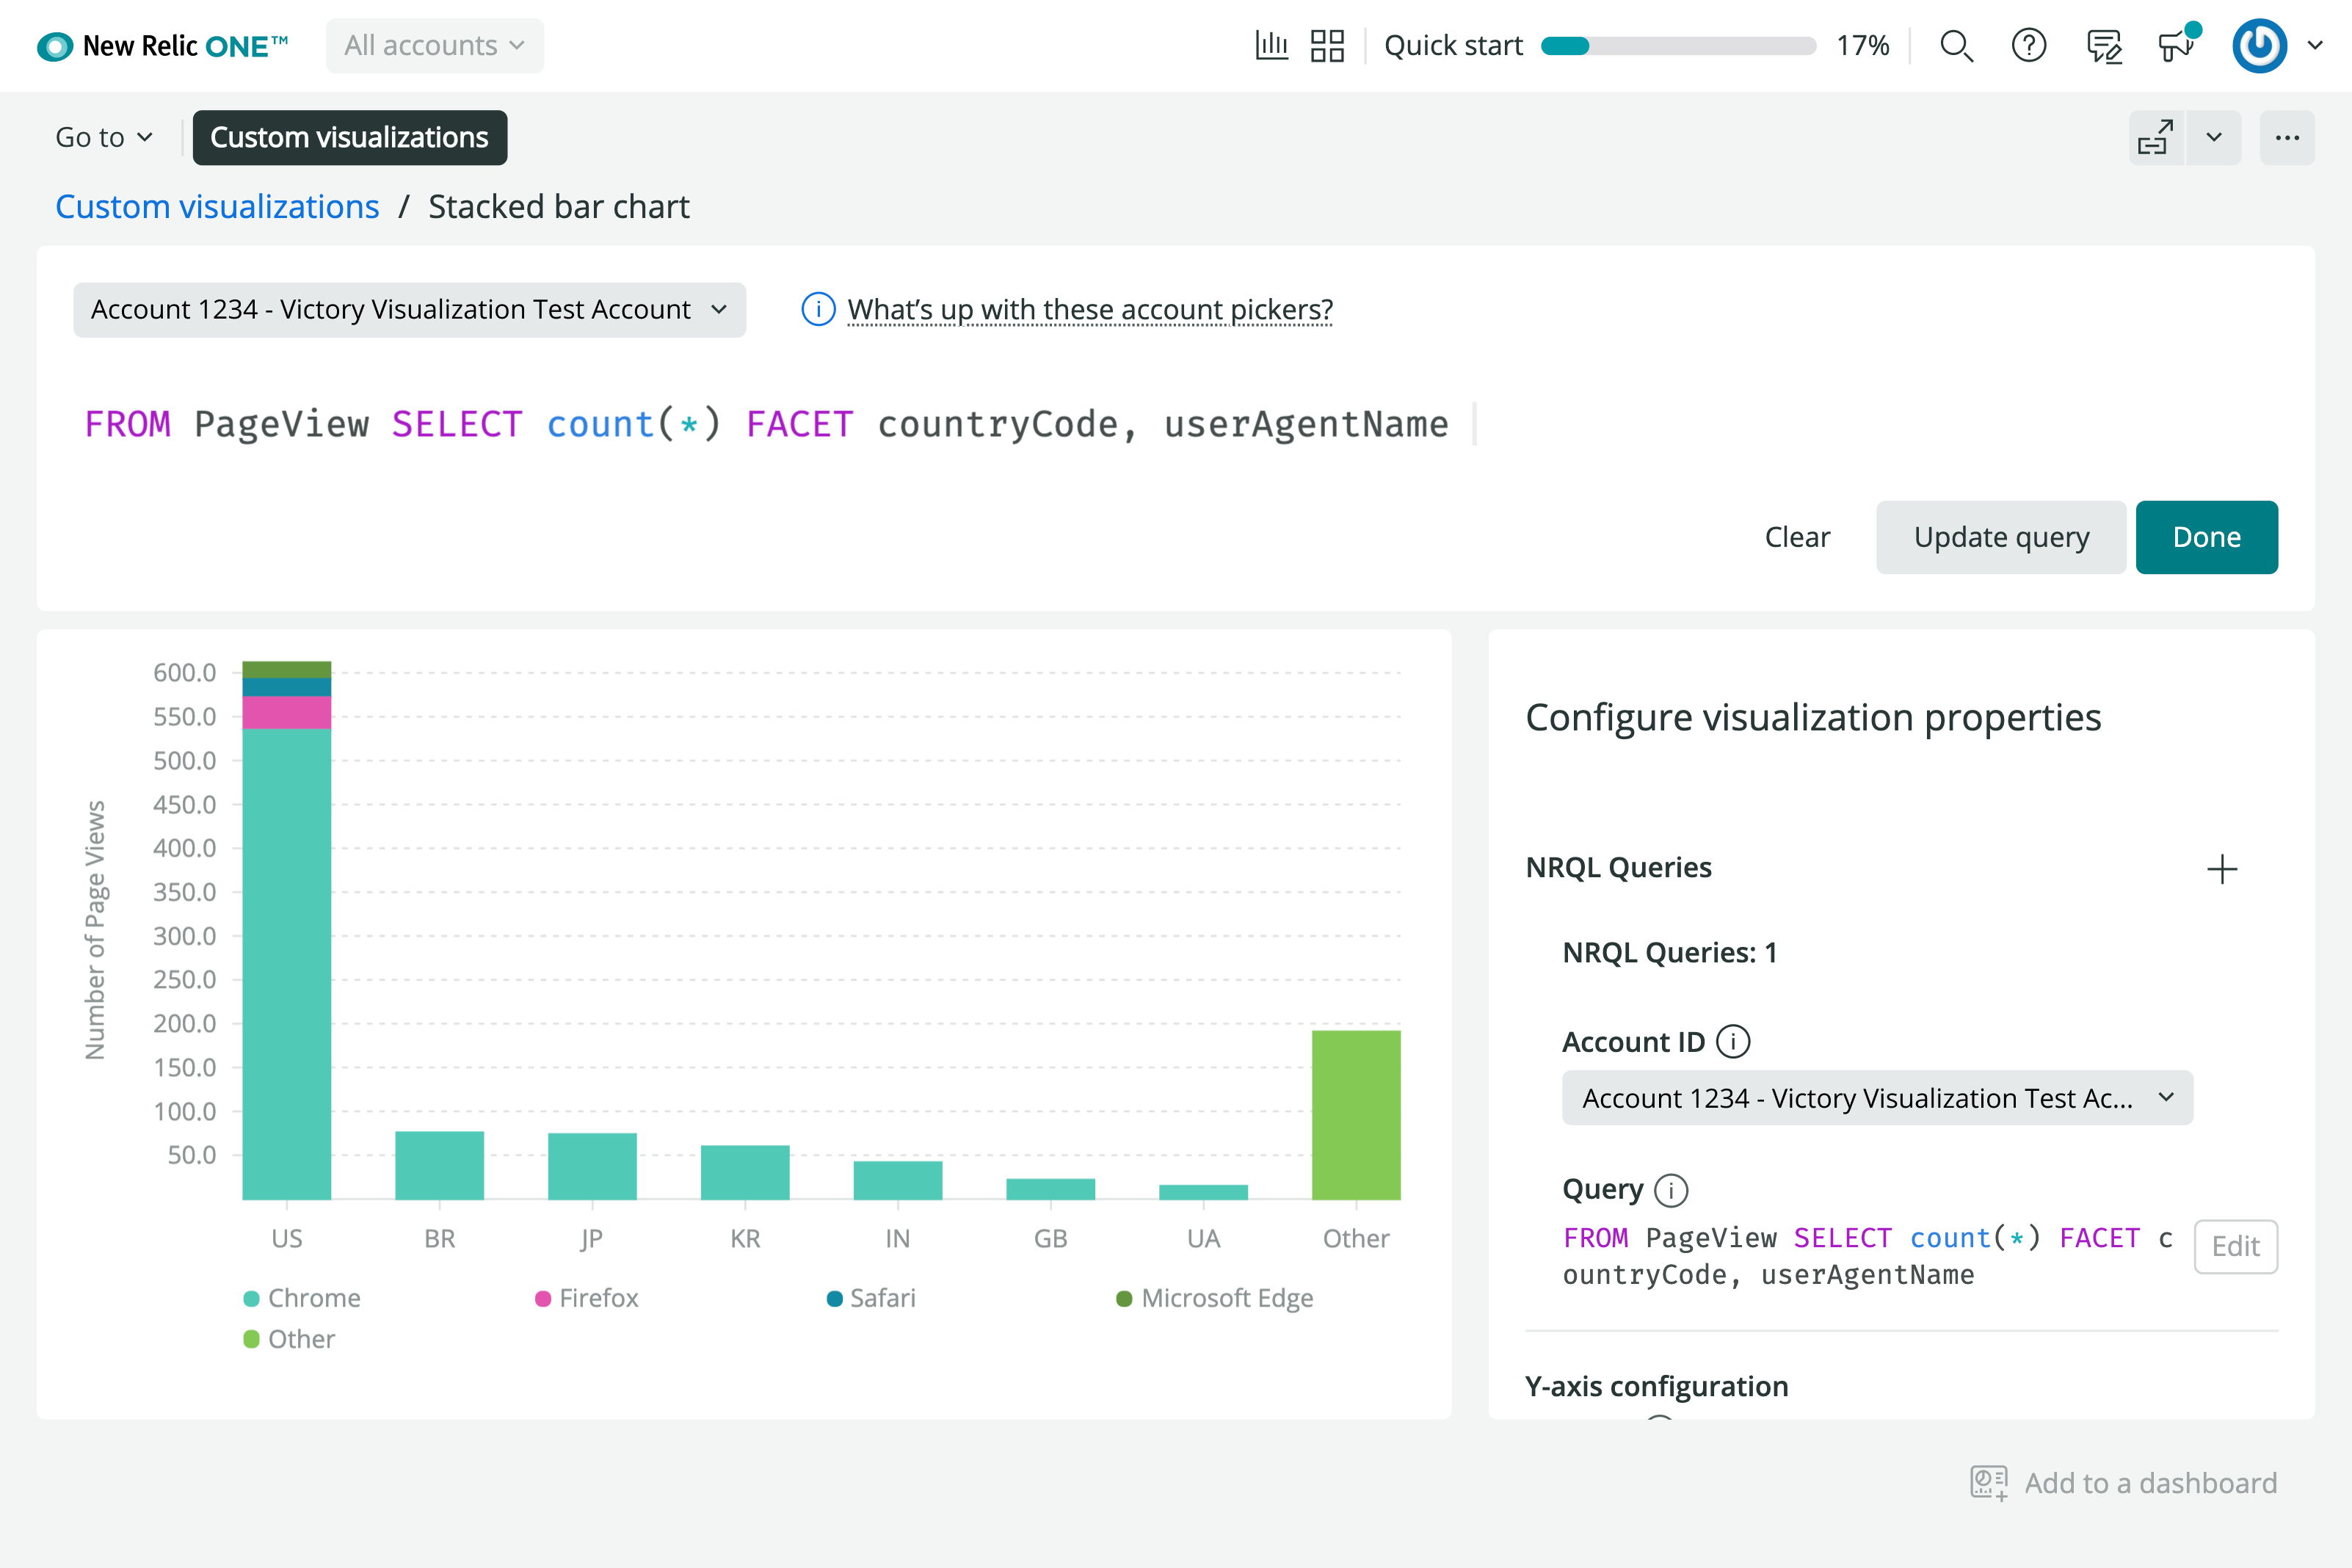 New Relic ONE™ All accounts Quick start 17%
Go to Custom visualizations
Custom visualizations / Stacked bar chart
Account 1234 - Victory Visualization Test Account What's up with these account pickers?
FROM PageView SELECT count(*) FACET countryCode, userAgentName
Clear Update query Done
Number of Page Views
600.0
550.0
500.0
450.0
400.0
350.0
300.0
250.0
200.0
150.0
100.0
50.0
US BR JP KR IN GB UA Other
Chrome Firefox Safari Microsoft Edge
Other
Configure visualization properties
NRQL Queries
NRQL Queries: 1
Account ID
Account 1234 - Victory Visualization Test Ac...
Query
FROM PageView SELECT count(*) FACET c
ountryCode, userAgentName
Edit
Y-axis configuration
Add to a dashboard